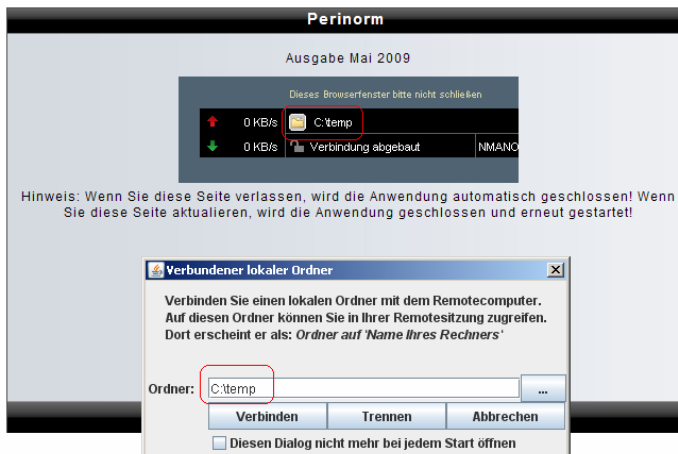 Perinorm
Ausgabe Mai 2009
Dieses Browserfenster bitte nicht schließen
0 KB/s C:\temp
0 KB/s Verbindung abgebaut NMANO
Hinweis: Wenn Sie diese Seite verlassen, wird die Anwendung automatisch geschlossen! Wenn
Sie diese Seite aktualieren, wird die Anwendung geschlossen und erneut gestartet!
Verbundener lokaler Ordner
Verbinden Sie einen lokalen Ordner mit dem Remotecomputer.
Auf diesen Ordner können Sie in Ihrer Remotesitzung zugreifen.
Dort erscheint er als: Ordner auf 'Name Ihres Rechners'
Ordner: C:\temp ...
Verbinden Trennen Abbrechen
Diesen Dialog nicht mehr bei jedem Start öffnen